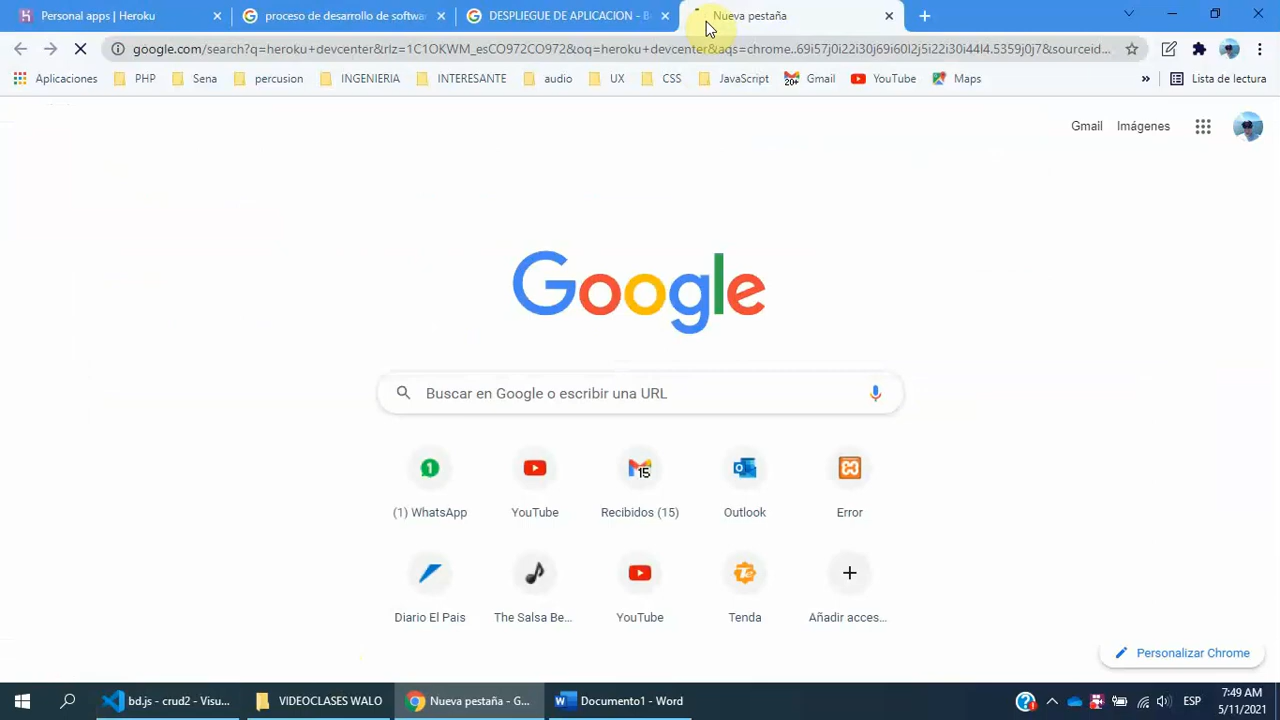 Personal apps | Heroku
proceso de desarrollo de softwa
DESPLIEGUE DE APLICACION - B
Nueva pestaña
google.com/search?q=heroku+devcenter&rlz=1C1OKWM_esCO972CO972&oq=heroku+devcenter&aqs=chrome..69i57j0i22i30j69i60l2j5i22i30i44l4.5359j0j7&sourceid...
Aplicaciones
PHP
Sena
percusion
INGENIERIA
INTERESANTE
audio
UX
CSS
JavaScript
20+
Gmail
YouTube
Maps
»
Lista de lectura
Gmail
Imágenes
Google
Buscar en Google o escribir una URL
1
15
(1) WhatsApp
YouTube
Recibidos (15)
Outlook
Error
Diario El Pais
The Salsa Be...
YouTube
Tenda
Añadir acces...
Personalizar Chrome
bd.js - crud2 - Visu...
VIDEOCLASES WALO
Nueva pestaña - G...
Documento1 - Word
ESP
7:49 AM
5/11/2021